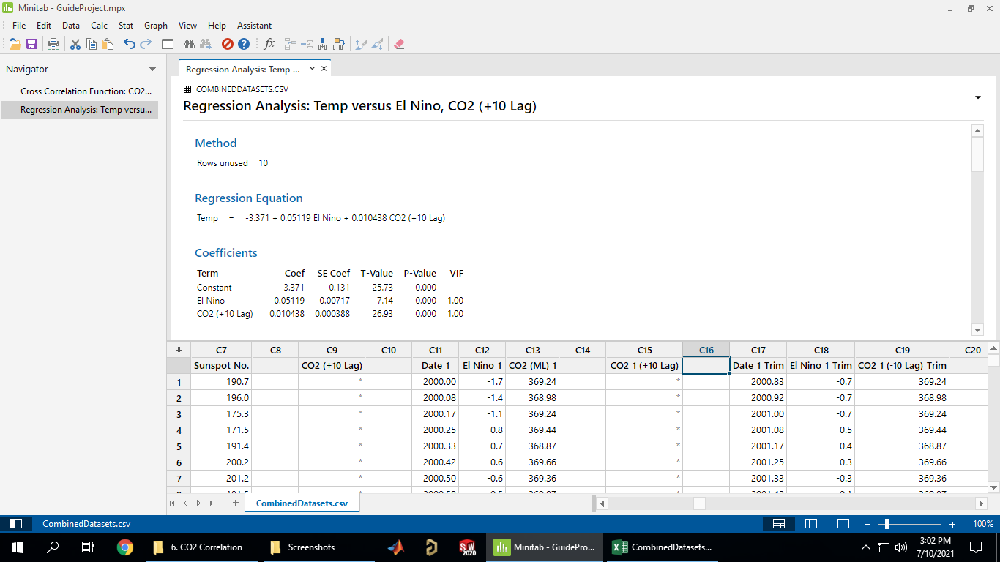 Minitab - GuideProject.mpx
File Edit Data Calc Stat Graph View Help Assistant
Navigator
Cross Correlation Function: CO2...
Regression Analysis: Temp versu...
Regression Analysis: Temp ...
COMBINEDDATASETS.CSV
Regression Analysis: Temp versus El Nino, CO2 (+10 Lag)
Method
Rows unused 10
Regression Equation
Temp = -3.371 + 0.05119 El Nino + 0.010438 CO2 (+10 Lag)
Coefficients
Term Coef SE Coef T-Value P-Value VIF
Constant -3.371 0.131 -25.73 0.000
El Nino 0.05119 0.00717 7.14 0.000 1.00
CO2 (+10 Lag) 0.010438 0.000388 26.93 0.000 1.00
C7 C8 C9 C10 C11 C12 C13 C14 C15 C16 C17 C18 C19 C20
Sunspot No. CO2 (+10 Lag) Date_1 El Nino_1 CO2 (ML)_1 CO2_1 (+10 Lag) Date_1_Trim El Nino_1_Trim CO2_1 (-10 Lag)_Trim
1 190.7 * 2000.00 -1.7 369.24 * 2000.83 -0.7 369.24
2 196.0 * 2000.08 -1.4 368.98 * 2000.92 -0.7 368.98
3 175.3 * 2000.17 -1.1 369.24 * 2001.00 -0.7 369.24
4 171.5 * 2000.25 -0.8 369.44 * 2001.08 -0.5 369.44
5 191.4 * 2000.33 -0.7 368.87 * 2001.17 -0.4 368.87
6 200.2 * 2000.42 -0.6 369.66 * 2001.25 -0.3 369.66
7 201.2 * 2000.50 -0.6 369.36 * 2001.33 -0.3 369.36
CombinedDatasets.csv
CombinedDatasets.csv
100%
6. CO2 Correlation
Screenshots
SW
2020
Minitab - GuidePro...
CombinedDatasets...
3:02 PM
7/10/2021